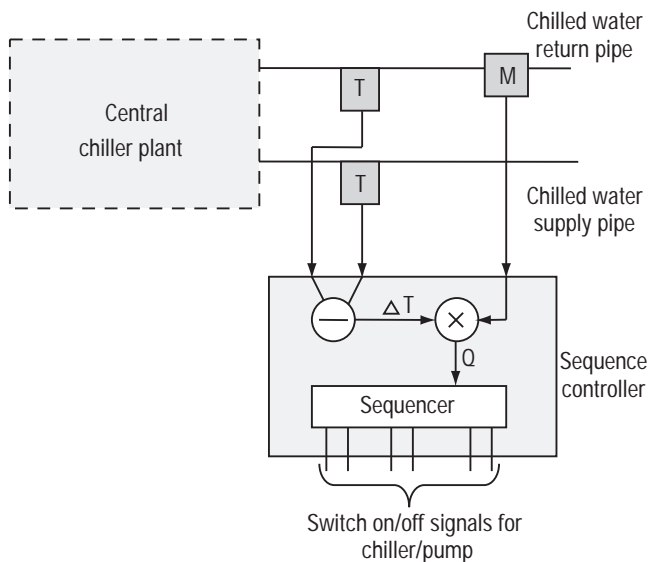 Chilled water
return pipe
T
M
Central
chiller plant
T
Chilled water
supply pipe
— △T ×
Q
Sequencer
Sequence
controller
Switch on/off signals for
chiller/pump